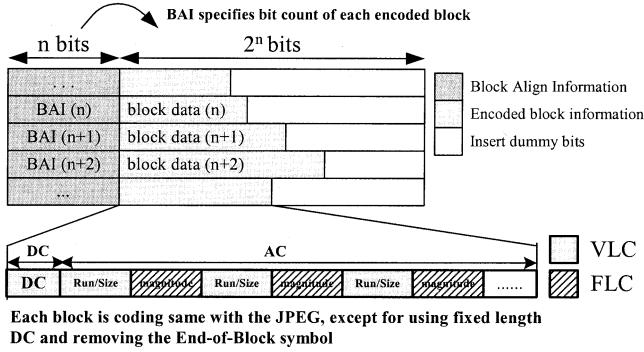 BAI specifies bit count of each encoded block
n bits
2ⁿ bits
. . .
BAI (n) block data (n)
BAI (n+1) block data (n+1)
BAI (n+2) block data (n+2)
...
Block Align Information
Encoded block information
Insert dummy bits
DC AC
DC Run/Size magnitude Run/Size magnitude Run/Size magnitude ......
VLC
FLC
Each block is coding same with the JPEG, except for using fixed length
DC and removing the End-of-Block symbol